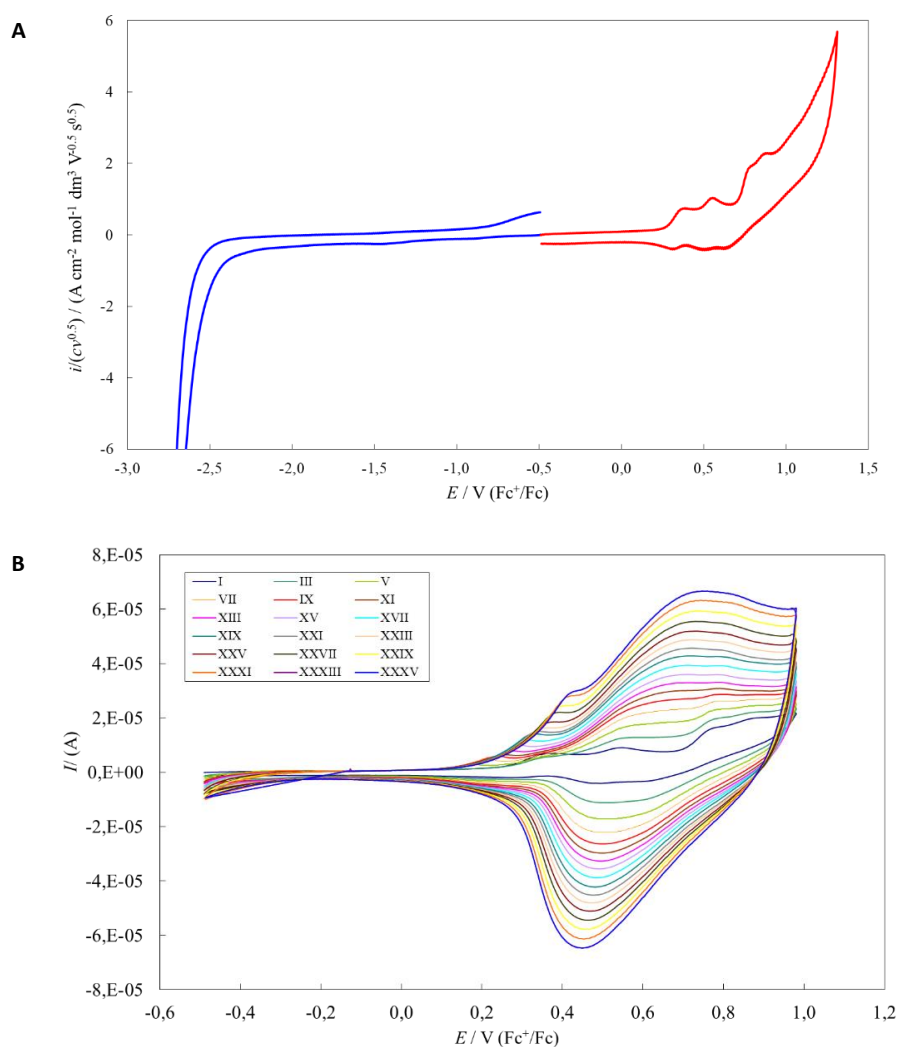 A
6
4
2
0
-2
-4
-6
i/(cv^0.5) / (A cm^-2 mol^-1 dm^3 V^-0.5 s^0.5)
-3,0 -2,5 -2,0 -1,5 -1,0 -0,5 0,0 0,5 1,0 1,5
E / V (Fc^+/Fc)
B
8,E-05
6,E-05
4,E-05
2,E-05
0,E+00
-2,E-05
-4,E-05
-6,E-05
-8,E-05
I/ (A)
I III V
VII IX XI
XIII XV XVII
XIX XXI XXIII
XXV XXVII XXIX
XXXI XXXIII XXXV
-0,6 -0,4 -0,2 0,0 0,2 0,4 0,6 0,8 1,0 1,2
E / V (Fc^+/Fc)